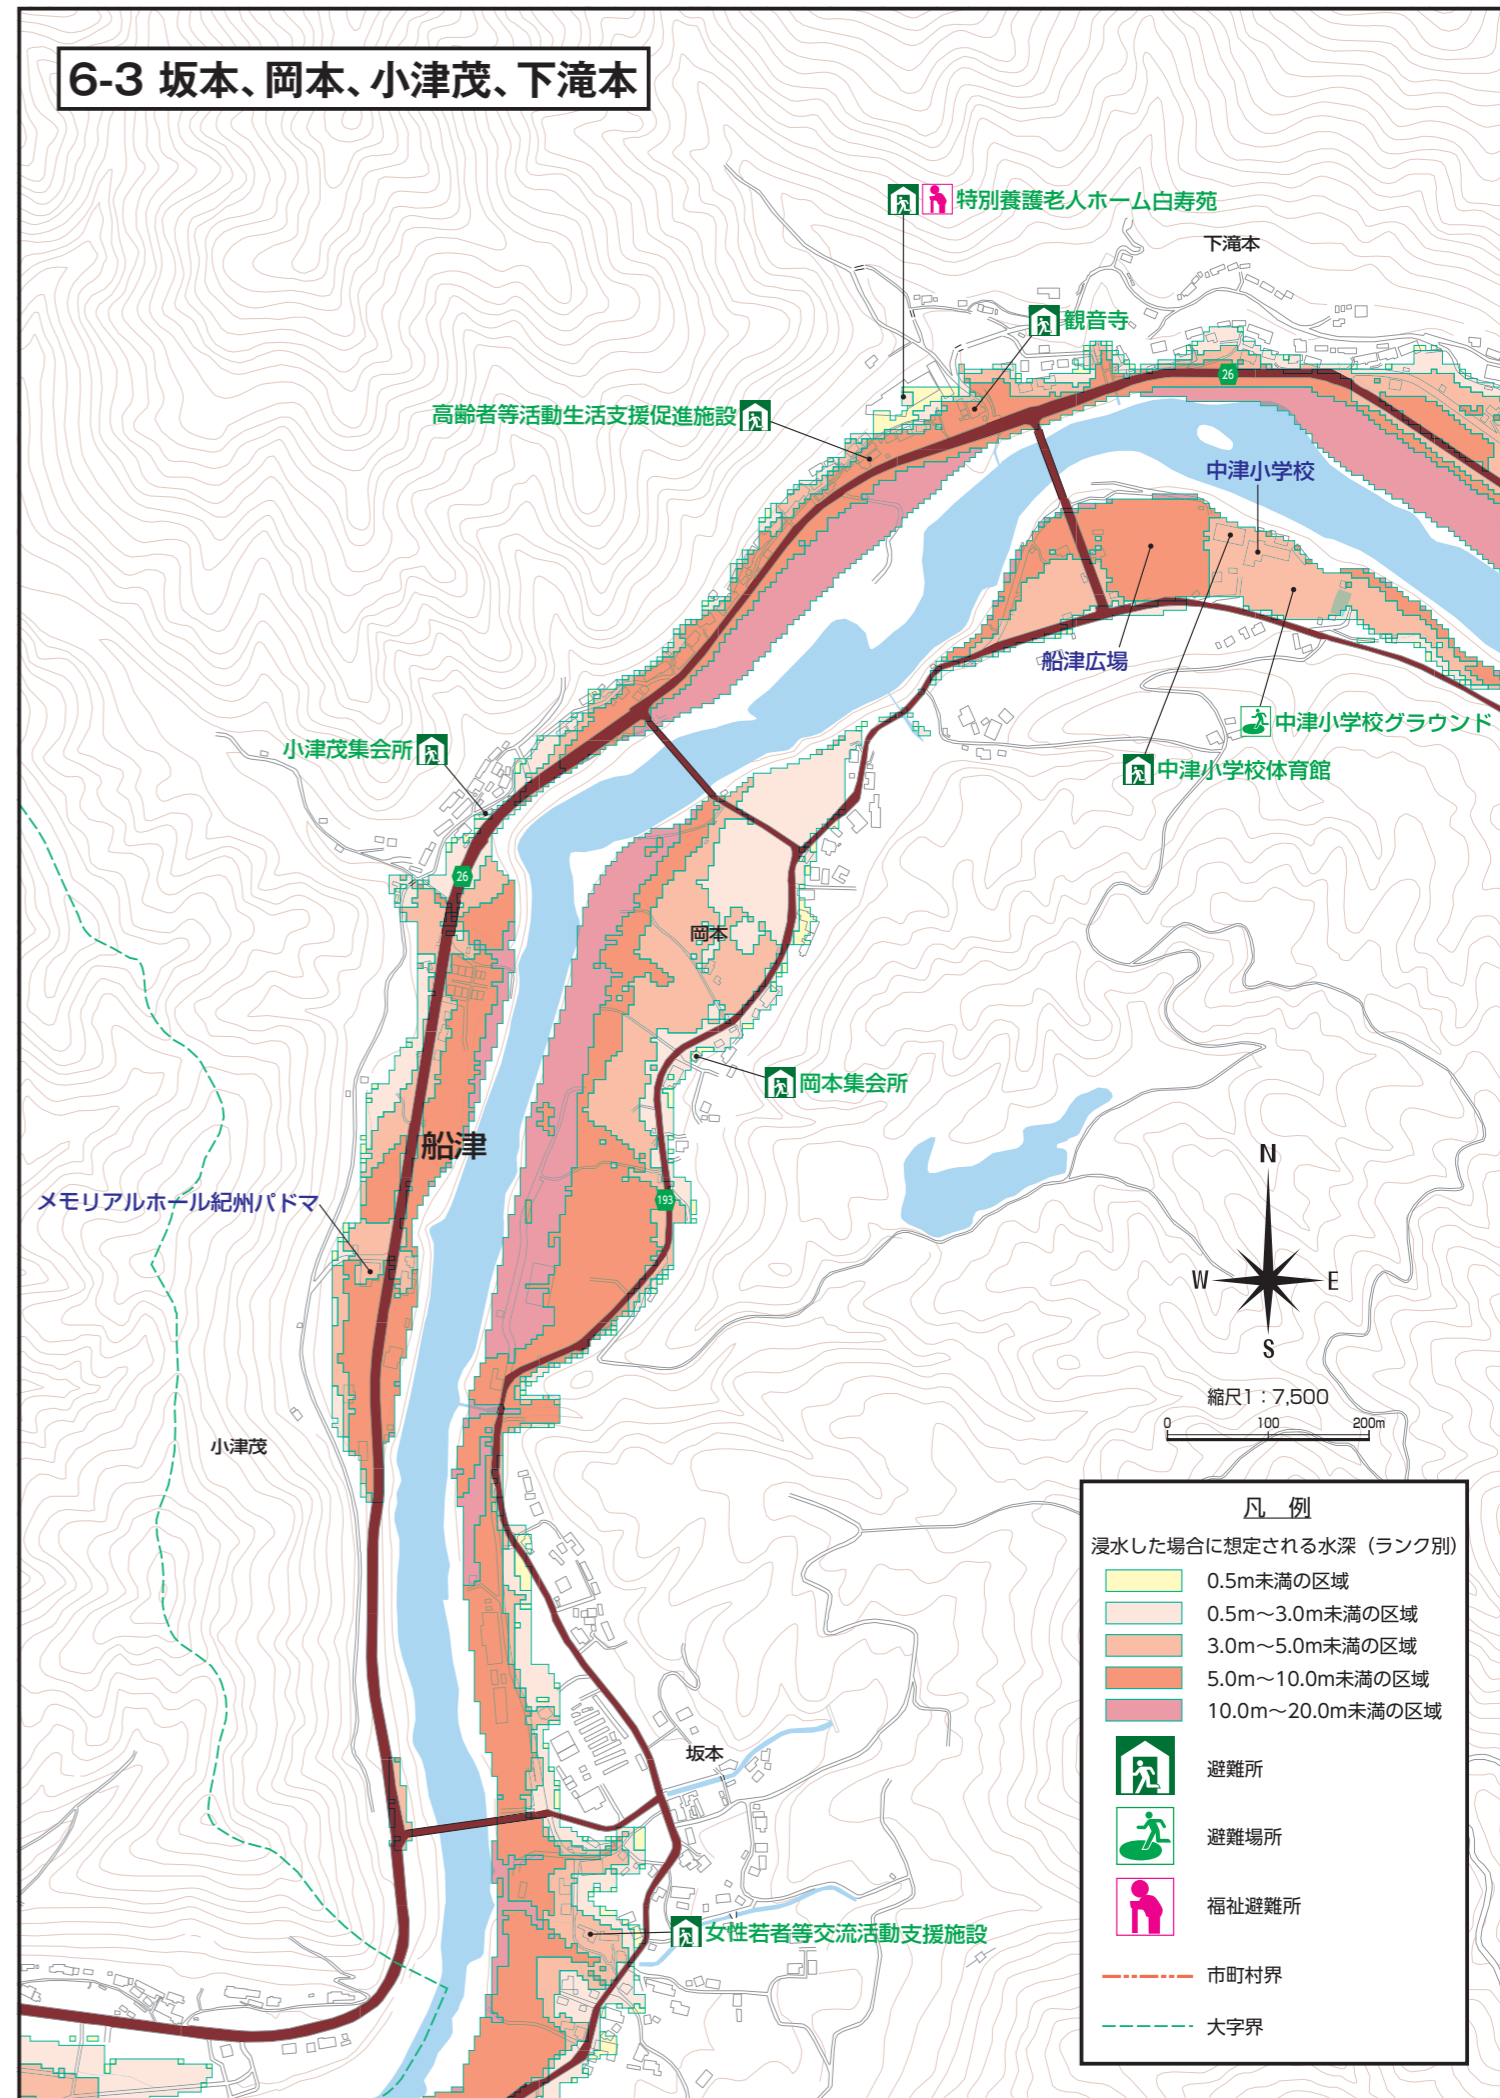 6-3 坂本、岡本、小津茂、下滝本
特別養護老人ホーム白寿苑
下滝本
観音寺
26
高齢者等活動生活支援促進施設
中津小学校
船津広場
中津小学校グラウンド
小津茂集会所
中津小学校体育館
26
岡本
岡本集会所
船津
メモリアルホール紀州パドマ
193
N
W
E
S
縮尺1：7,500
0 100 200m
小津茂
坂本
女性若者等交流活動支援施設
凡 例
浸水した場合に想定される水深（ランク別）
0.5m未満の区域
0.5m～3.0m未満の区域
3.0m～5.0m未満の区域
5.0m～10.0m未満の区域
10.0m～20.0m未満の区域
避難所
避難場所
福祉避難所
市町村界
大字界